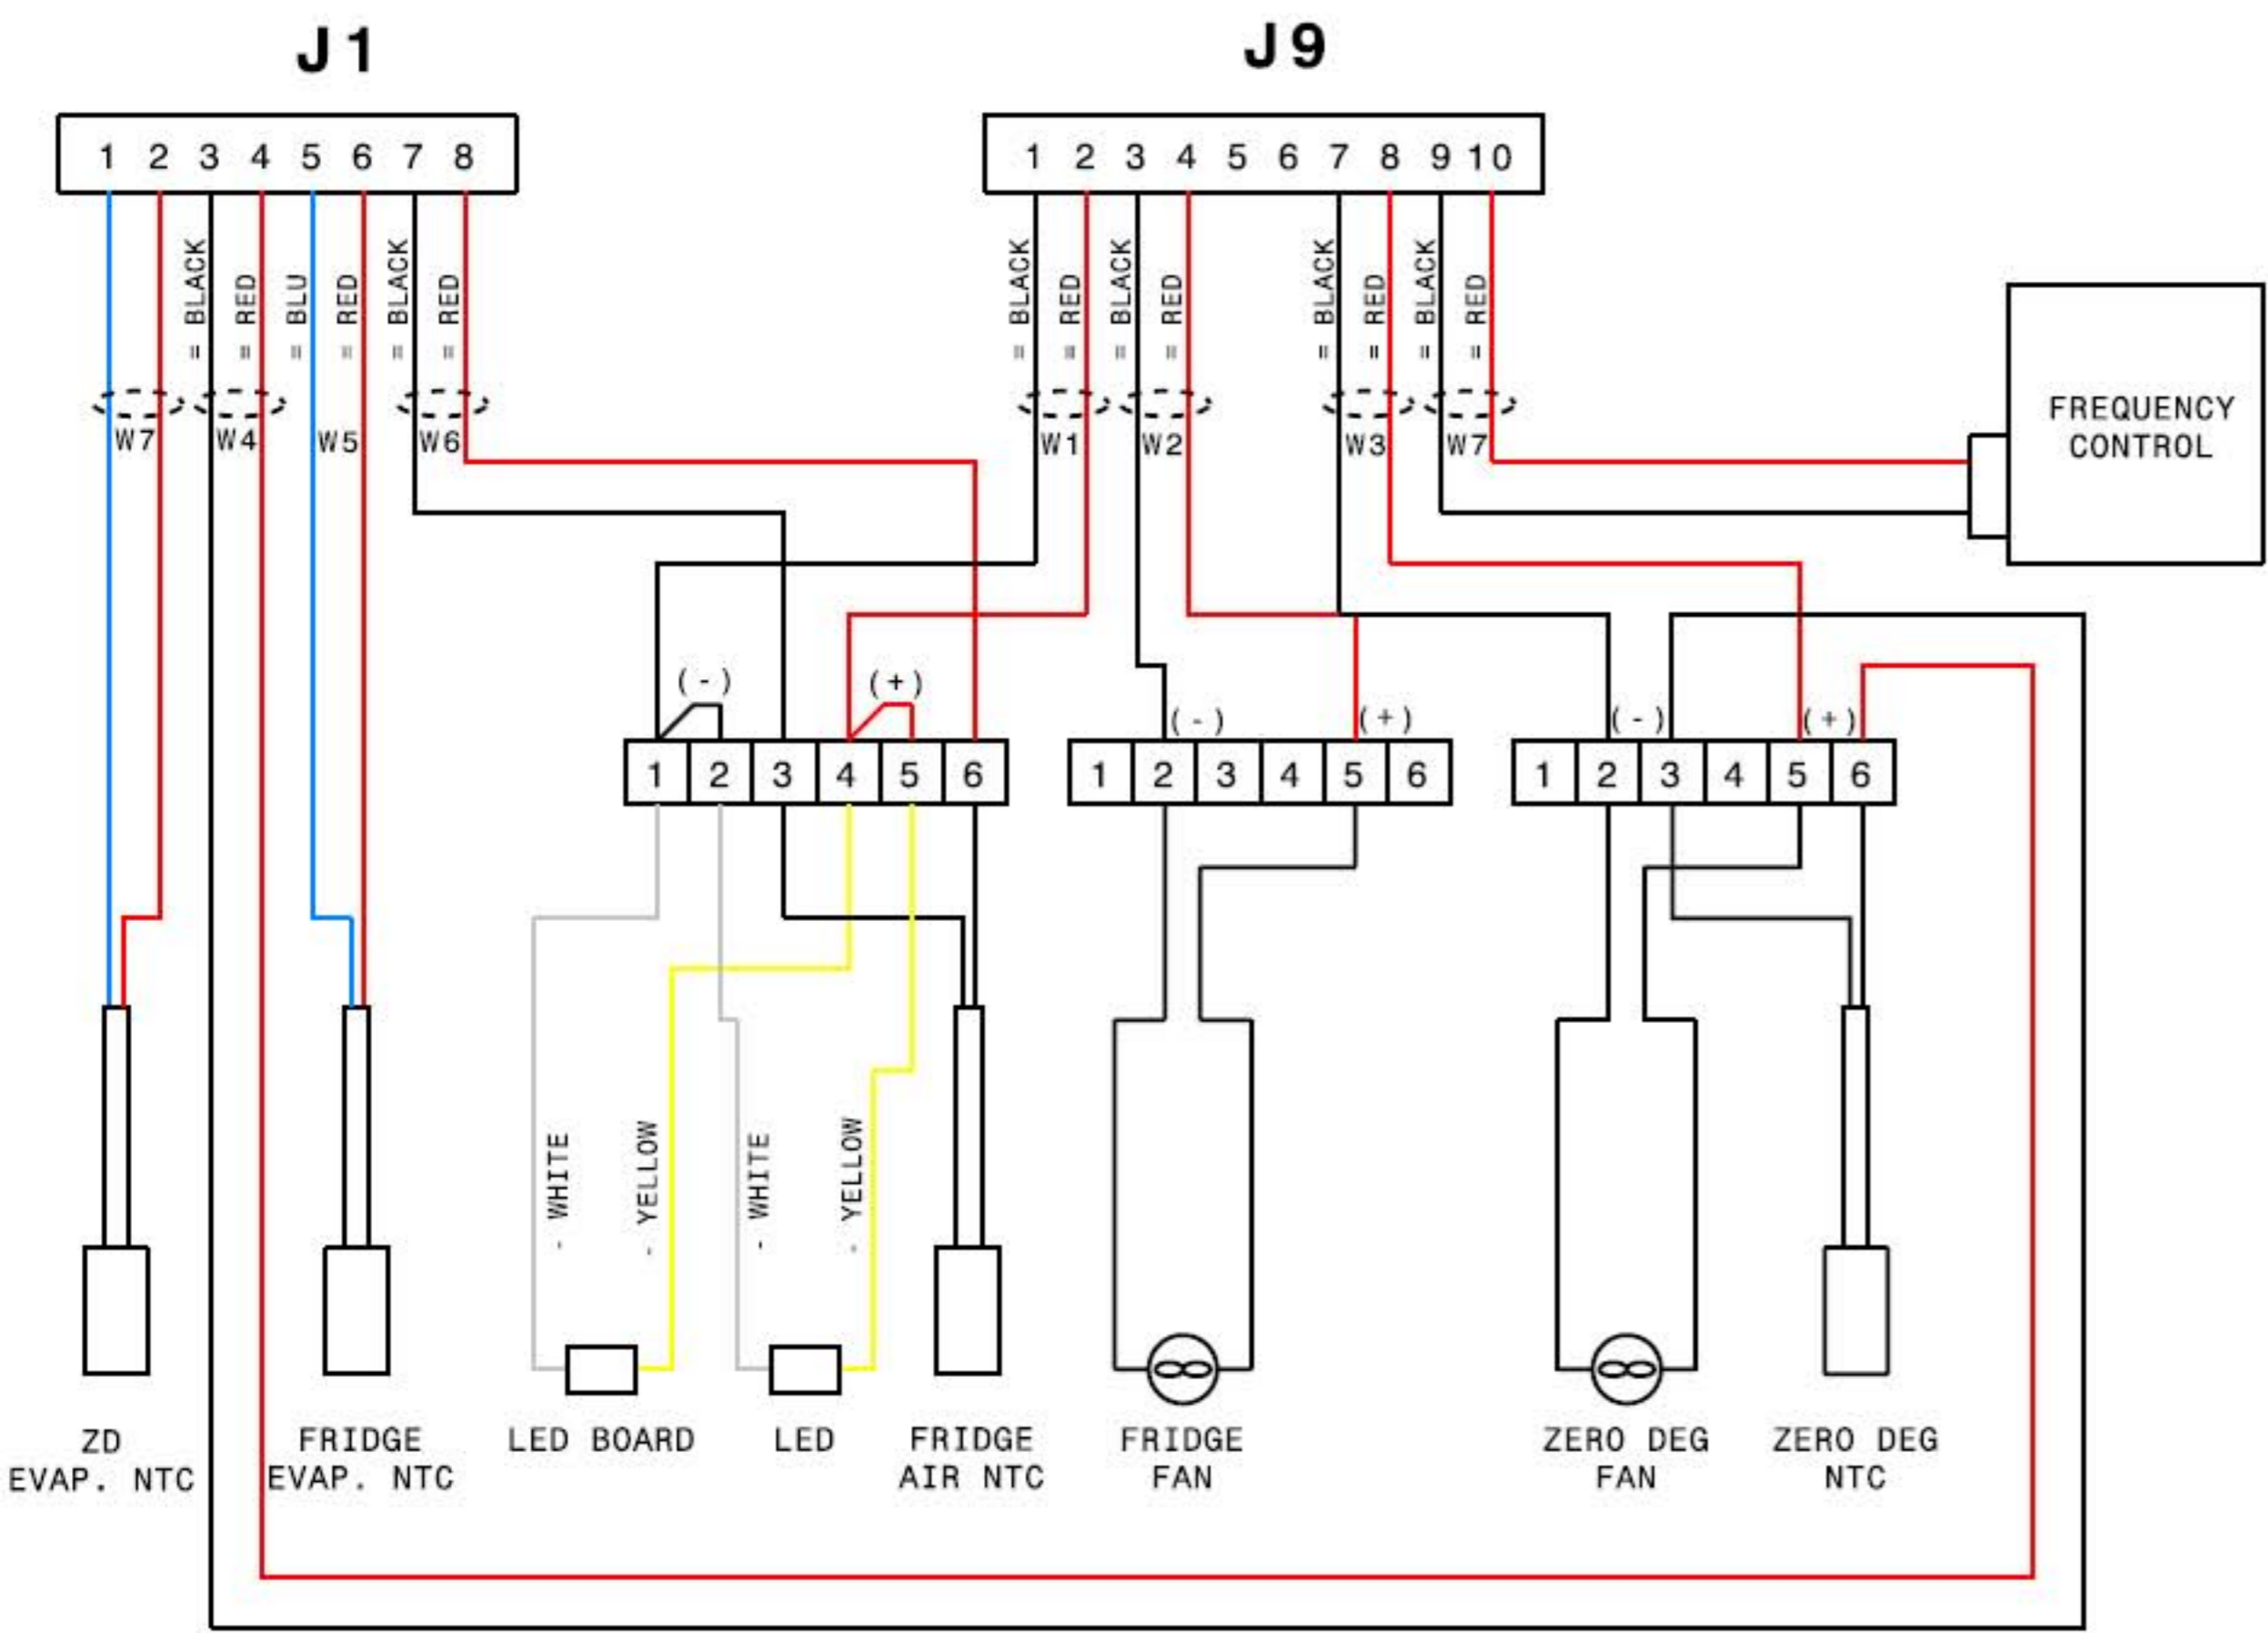 J1
J9
1 2 3 4 5 6 7 8
1 2 3 4 5 6 7 8 9 10
= BLACK
= RED
= BLU
= RED
= BLACK
= RED
= BLACK
= RED
= BLACK
= RED
= BLACK
= RED
= BLACK
= RED
W7
W4
W5
W6
W1
W2
W3
W7
FREQUENCY
CONTROL
(-)
(+)
(-)
(+)
(-)
(+)
1 2 3 4 5 6
1 2 3 4 5 6
1 2 3 4 5 6
- WHITE
- YELLOW
- WHITE
- YELLOW
ZD
EVAP. NTC
FRIDGE
EVAP. NTC
LED BOARD
LED
FRIDGE
AIR NTC
FRIDGE
FAN
ZERO DEG
FAN
ZERO DEG
NTC